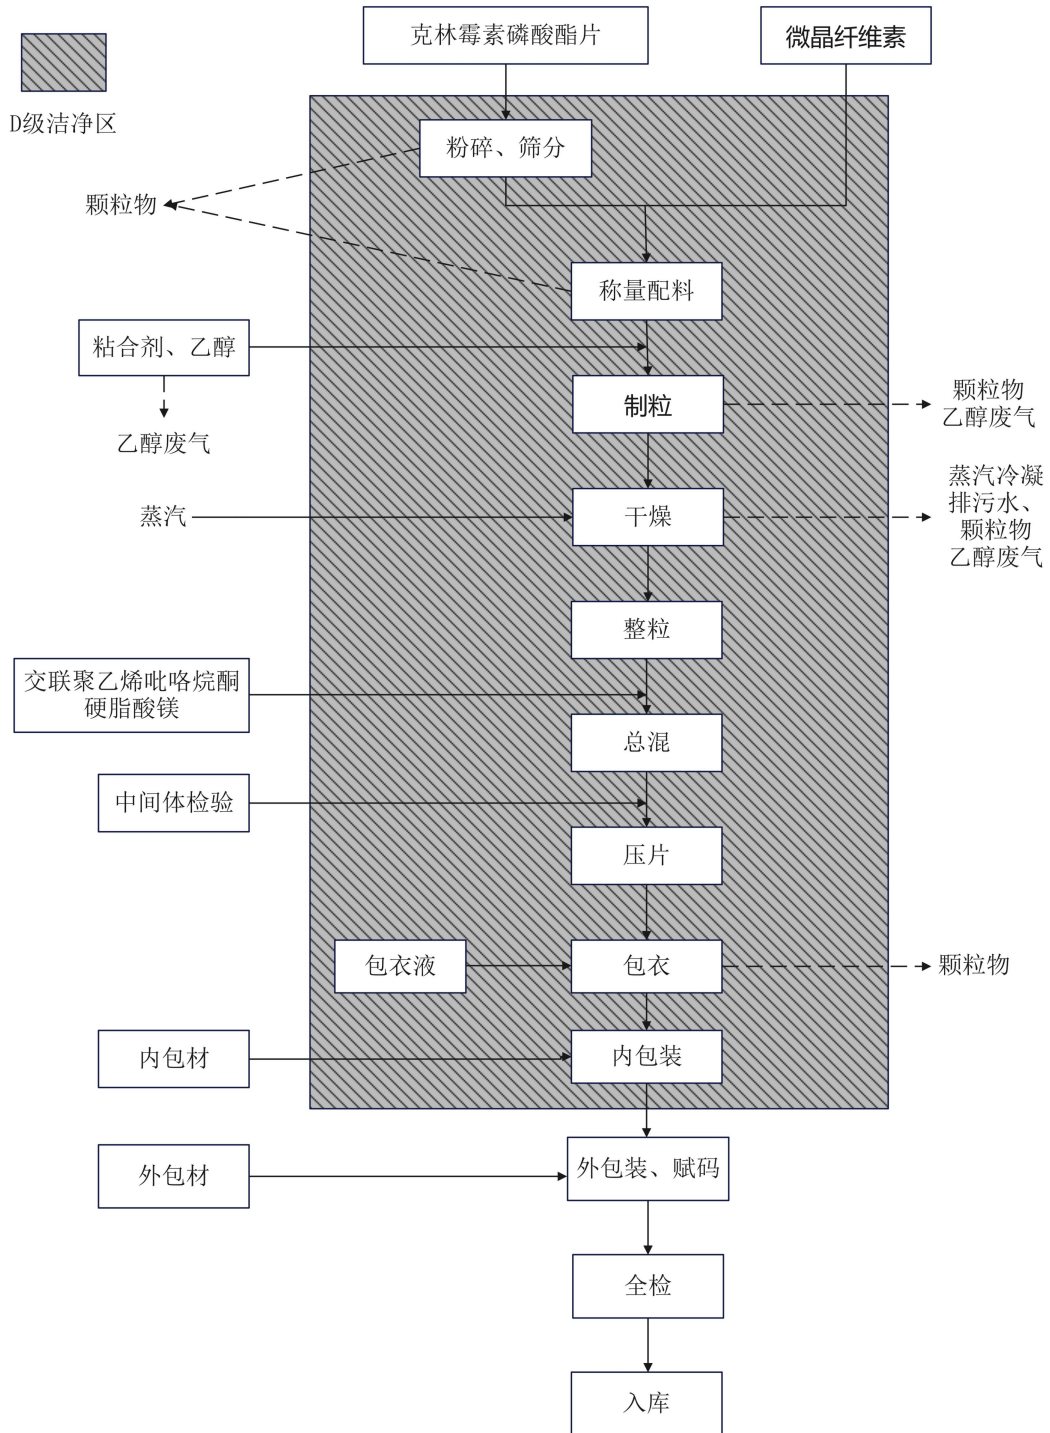 克林霉素磷酸酯片
微晶纤维素
D级洁净区
粉碎、筛分
颗粒物
称量配料
粘合剂、乙醇
乙醇废气
制粒
颗粒物
乙醇废气
蒸汽
干燥
蒸汽冷凝
排污水、
颗粒物
乙醇废气
整粒
交联聚乙烯吡咯烷酮
硬脂酸镁
总混
中间体检验
压片
包衣液
包衣
颗粒物
内包材
内包装
外包材
外包装、赋码
全检
入库